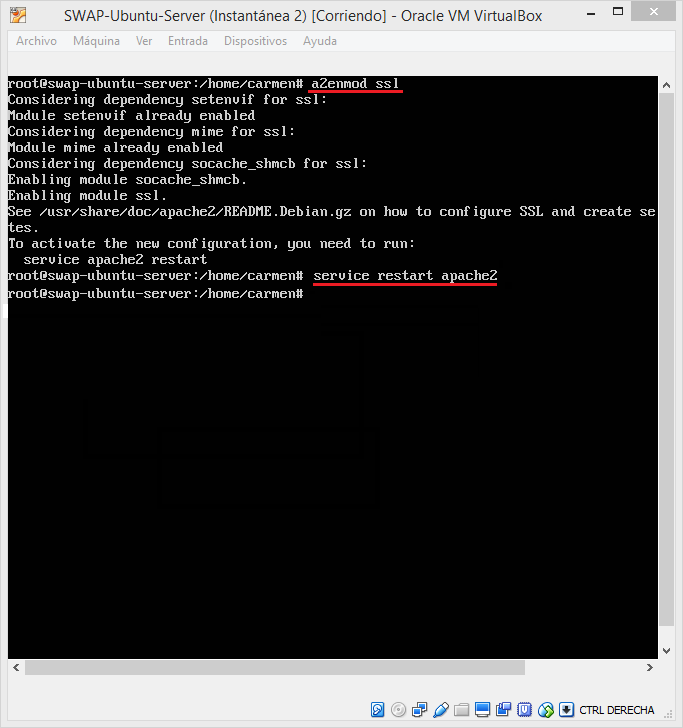 SWAP-Ubuntu-Server (Instantánea 2) [Corriendo] - Oracle VM VirtualBox
Archivo Máquina Ver Entrada Dispositivos Ayuda
root@swap-ubuntu-server:/home/carmen# a2enmod ssl
Considering dependency setenvif for ssl:
Module setenvif already enabled
Considering dependency mime for ssl:
Module mime already enabled
Considering dependency socache_shmcb for ssl:
Enabling module socache_shmcb.
Enabling module ssl.
See /usr/share/doc/apache2/README.Debian.gz on how to configure SSL and create se
tes.
To activate the new configuration, you need to run:
  service apache2 restart
root@swap-ubuntu-server:/home/carmen# service restart apache2
root@swap-ubuntu-server:/home/carmen#
CTRL DERECHA